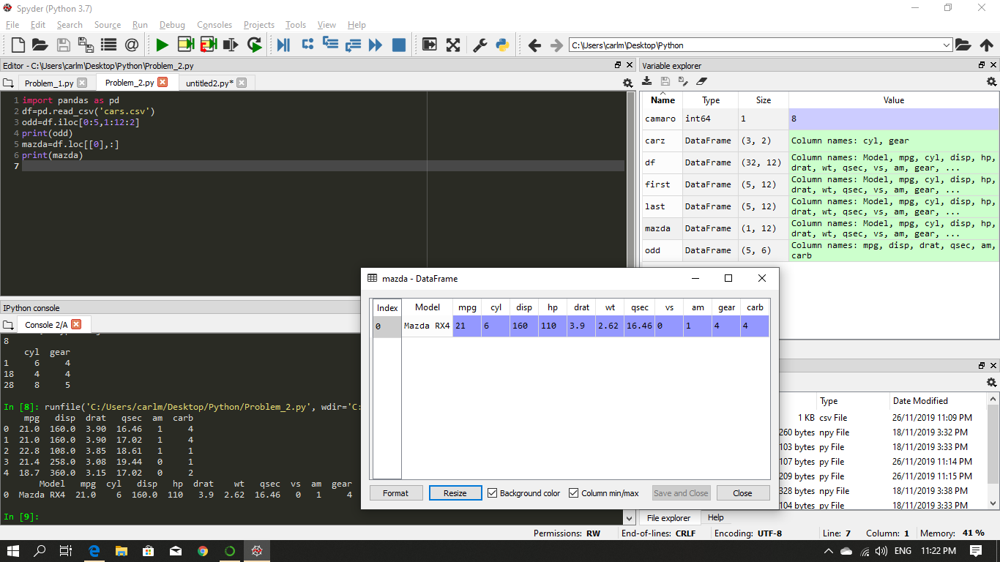 Spyder (Python 3.7)
File Edit Search Source Run Debug Consoles Projects Tools View Help
C:\Users\carlm\Desktop\Python
Editor - C:\Users\carlm\Desktop\Python\Problem_2.py
Problem_1.py Problem_2.py untitled2.py*
1 import pandas as pd
2 df=pd.read_csv('cars.csv')
3 odd=df.iloc[0:5,1:12:2]
4 print(odd)
5 mazda=df.loc[[0],:]
6 print(mazda)
7
Variable explorer
Name Type Size Value
camaro int64 1 8
carz DataFrame (3, 2) Column names: cyl, gear
df DataFrame (32, 12) Column names: Model, mpg, cyl, disp, hp,
drat, wt, qsec, vs, am, gear, ...
first DataFrame (5, 12) Column names: Model, mpg, cyl, disp, hp,
drat, wt, qsec, vs, am, gear, ...
last DataFrame (5, 12) Column names: Model, mpg, cyl, disp, hp,
drat, wt, qsec, vs, am, gear, ...
mazda DataFrame (1, 12) Column names: Model, mpg, cyl, disp, hp,
drat, wt, qsec, vs, am, gear, ...
odd DataFrame (5, 6) Column names: mpg, disp, drat, qsec, am,
carb
mazda - DataFrame
Index Model mpg cyl disp hp drat wt qsec vs am gear carb
0 Mazda RX4 21 6 160 110 3.9 2.62 16.46 0 1 4 4
Format Resize Background color Column min/max Save and Close Close
IPython console
Console 2/A
8
cyl gear
1 6 4
18 4 4
28 8 5
In [8]: runfile('C:/Users/carlm/Desktop/Python/Problem_2.py', wdir='C:
mpg disp drat qsec am carb
0 21.0 160.0 3.90 16.46 1 4
1 21.0 160.0 3.90 17.02 1 4
2 22.8 108.0 3.85 18.61 1 1
3 21.4 258.0 3.08 19.44 0 1
4 18.7 360.0 3.15 17.02 0 2
Model mpg cyl disp hp drat wt qsec vs am gear
0 Mazda RX4 21.0 6 160.0 110 3.9 2.62 16.46 0 1 4
In [9]:
Type Date Modified
1 KB csv File 26/11/2019 11:09 PM
260 bytes npy File 18/11/2019 3:32 PM
103 bytes py File 18/11/2019 3:33 PM
107 bytes py File 26/11/2019 11:14 PM
209 bytes py File 26/11/2019 11:15 PM
328 bytes npy File 18/11/2019 3:38 PM
104 bytes py File 18/11/2019 3:33 PM
File explorer Help
Permissions: RW End-of-lines: CRLF Encoding: UTF-8 Line: 7 Column: 1 Memory: 41 %
ENG 11:22 PM